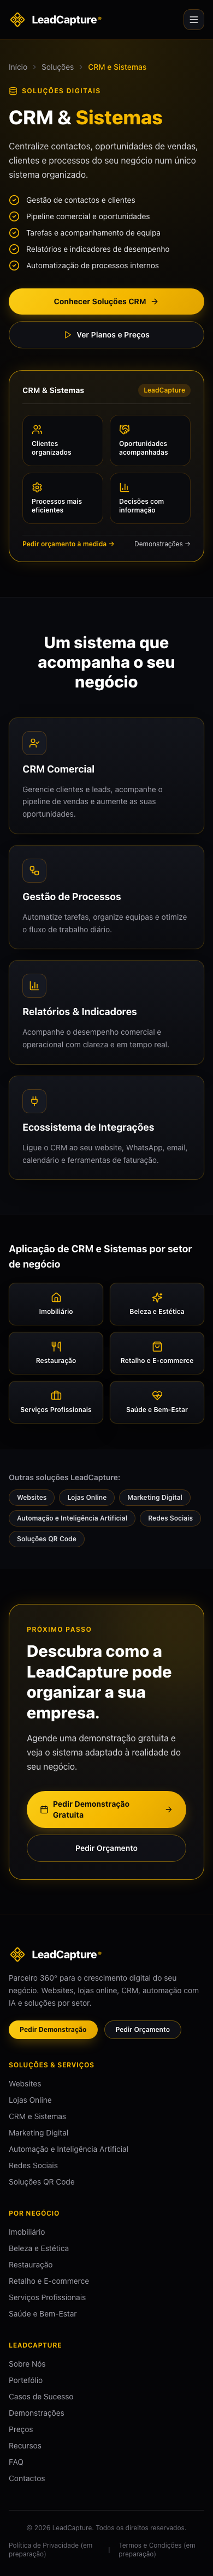 LeadCapture®
Início > Soluções > CRM e Sistemas
SOLUÇÕES DIGITAIS
CRM & Sistemas
Centralize contactos, oportunidades de vendas,
clientes e processos do seu negócio num único
sistema organizado.
Gestão de contactos e clientes
Pipeline comercial e oportunidades
Tarefas e acompanhamento da equipa
Relatórios e indicadores de desempenho
Automatização de processos internos
Conhecer Soluções CRM →
Ver Planos e Preços
CRM & Sistemas
LeadCapture
Clientes
organizados
Oportunidades
acompanhadas
Processos mais
eficientes
Decisões com
informação
Pedir orçamento à medida →
Demonstrações →
Um sistema que
acompanha o seu
negócio
CRM Comercial
Gerencie clientes e leads, acompanhe o
pipeline de vendas e aumente as suas
oportunidades.
Gestão de Processos
Automatize tarefas, organize equipas e otimize
o fluxo de trabalho diário.
Relatórios & Indicadores
Acompanhe o desempenho comercial e
operacional com clareza e em tempo real.
Ecossistema de Integrações
Ligue o CRM ao seu website, WhatsApp, email,
calendário e ferramentas de faturação.
Aplicação de CRM e Sistemas por setor
de negócio
Imobiliário
Beleza e Estética
Restauração
Retalho e E-commerce
Serviços Profissionais
Saúde e Bem-Estar
Outras soluções LeadCapture:
Websites
Lojas Online
Marketing Digital
Automação e Inteligência Artificial
Redes Sociais
Soluções QR Code
PRÓXIMO PASSO
Descubra como a
LeadCapture pode
organizar a sua
empresa.
Agende uma demonstração gratuita e
veja o sistema adaptado à realidade do
seu negócio.
Pedir Demonstração
Gratuita →
Pedir Orçamento
LeadCapture®
Parceiro 360° para o crescimento digital do seu
negócio. Websites, lojas online, CRM, automação com
IA e soluções por setor.
Pedir Demonstração
Pedir Orçamento
SOLUÇÕES & SERVIÇOS
Websites
Lojas Online
CRM e Sistemas
Marketing Digital
Automação e Inteligência Artificial
Redes Sociais
Soluções QR Code
POR NEGÓCIO
Imobiliário
Beleza e Estética
Restauração
Retalho e E-commerce
Serviços Profissionais
Saúde e Bem-Estar
LEADCAPTURE
Sobre Nós
Portefólio
Casos de Sucesso
Demonstrações
Preços
Recursos
FAQ
Contactos
© 2026 LeadCapture. Todos os direitos reservados.
Política de Privacidade (em
preparação)
|
Termos e Condições (em
preparação)